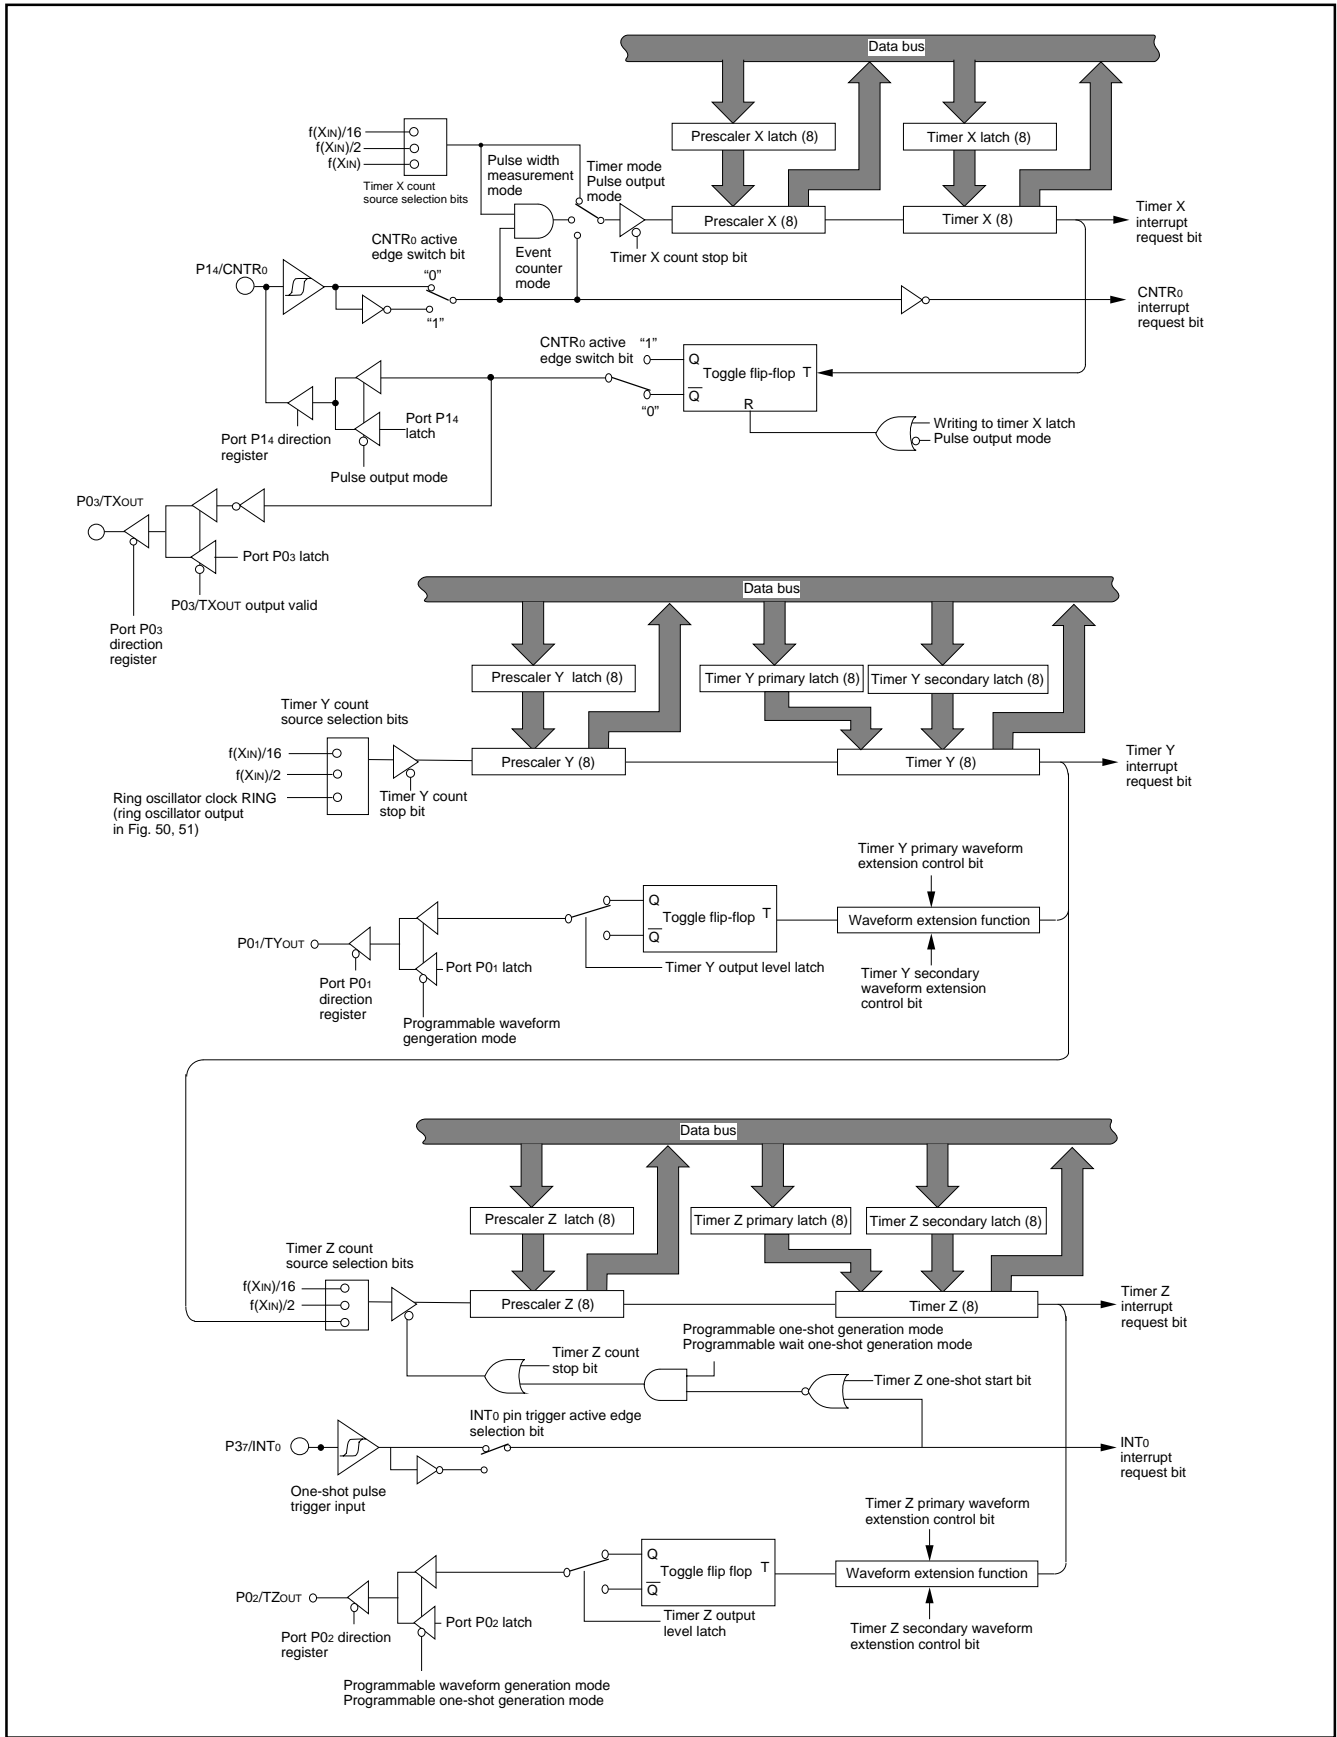 Data bus
Prescaler X latch (8)
Timer X latch (8)
f(XIN)/16
f(XIN)/2
f(XIN)
Timer X count
source selection bits
Pulse width
measurement
mode
Timer mode
Pulse output
mode
Prescaler X (8)
Timer X (8)
Timer X
interrupt
request bit
Timer X count stop bit
CNTR0 active
edge switch bit
Event
counter
mode
P14/CNTR0
“0”
“1”
CNTR0
interrupt
request bit
CNTR0 active
edge switch bit
“1”
“0”
Q
Toggle flip-flop
T
Q
R
Writing to timer X latch
Pulse output mode
Port P14
latch
Port P14 direction
register
Pulse output mode
P03/TXOUT
Port P03 latch
P03/TXOUT output valid
Port P03
direction
register
Data bus
Prescaler Y latch (8)
Timer Y primary latch (8)
Timer Y secondary latch (8)
Timer Y count
source selection bits
f(XIN)/16
f(XIN)/2
Ring oscillator clock RING
(ring oscillator output
in Fig. 50, 51)
Timer Y count
stop bit
Prescaler Y (8)
Timer Y (8)
Timer Y
interrupt
request bit
Timer Y primary waveform
extension control bit
Q
Toggle flip-flop
T
Q
Waveform extension function
P01/TYOUT
Port P01 latch
Timer Y output level latch
Timer Y secondary
waveform extension
control bit
Port P01
direction
register
Programmable waveform
gengeration mode
Data bus
Prescaler Z latch (8)
Timer Z primary latch (8)
Timer Z secondary latch (8)
Timer Z count
source selection bits
f(XIN)/16
f(XIN)/2
Prescaler Z (8)
Timer Z (8)
Timer Z
interrupt
request bit
Programmable one-shot generation mode
Programmable wait one-shot generation mode
Timer Z count
stop bit
Timer Z one-shot start bit
INT0 pin trigger active edge
selection bit
P37/INT0
INT0
interrupt
request bit
One-shot pulse
trigger input
Timer Z primary waveform
extenstion control bit
Q
Toggle flip flop
T
Q
Waveform extension function
P02/TZOUT
Port P02 latch
Timer Z output
level latch
Timer Z secondary waveform
extenstion control bit
Port P02 direction
register
Programmable waveform generation mode
Programmable one-shot generation mode